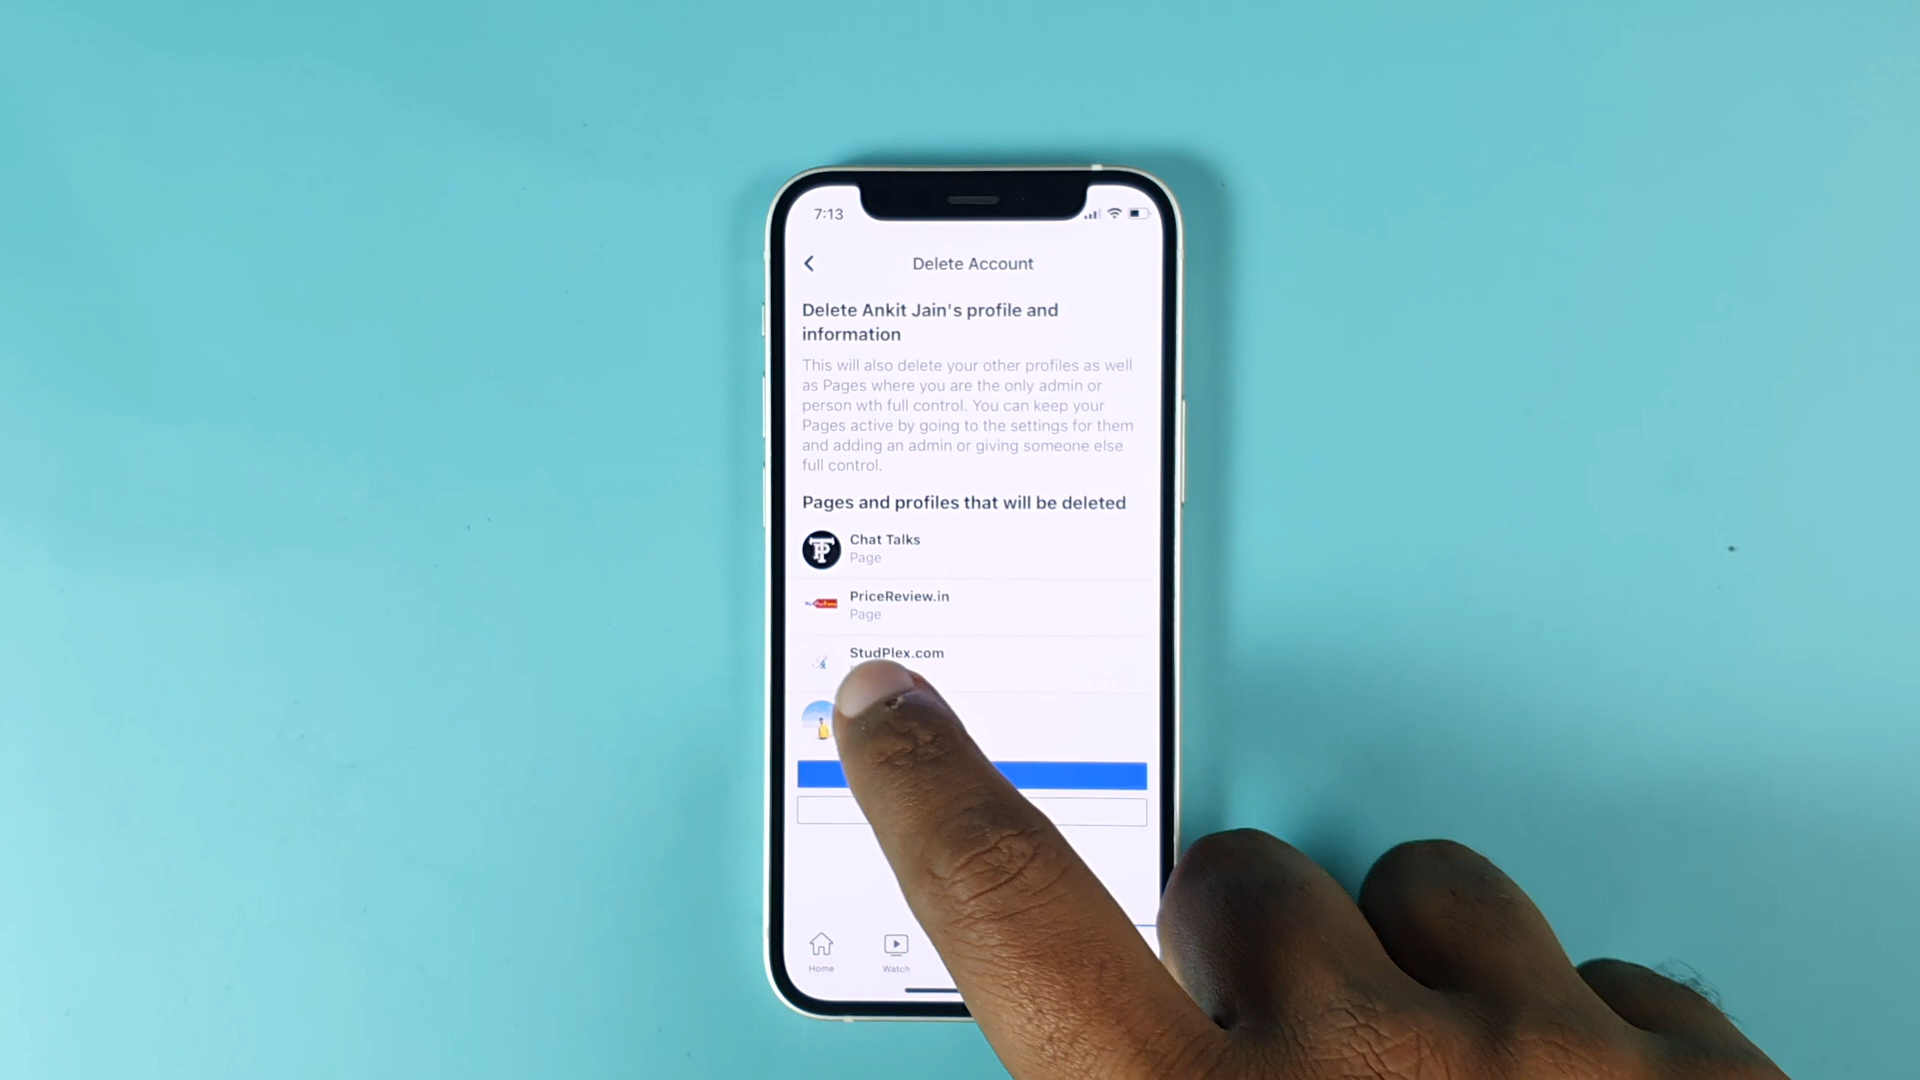 7:13
Delete Account
Delete Ankit Jain's profile and
information
This will also delete your other profiles as well
as Pages where you are the only admin or
person wth full control. You can keep your
Pages active by going to the settings for them
and adding an admin or giving someone else
full control.
Pages and profiles that will be deleted
Chat Talks
Page
PriceReview.in
Page
StudPlex.com
Home
Watch